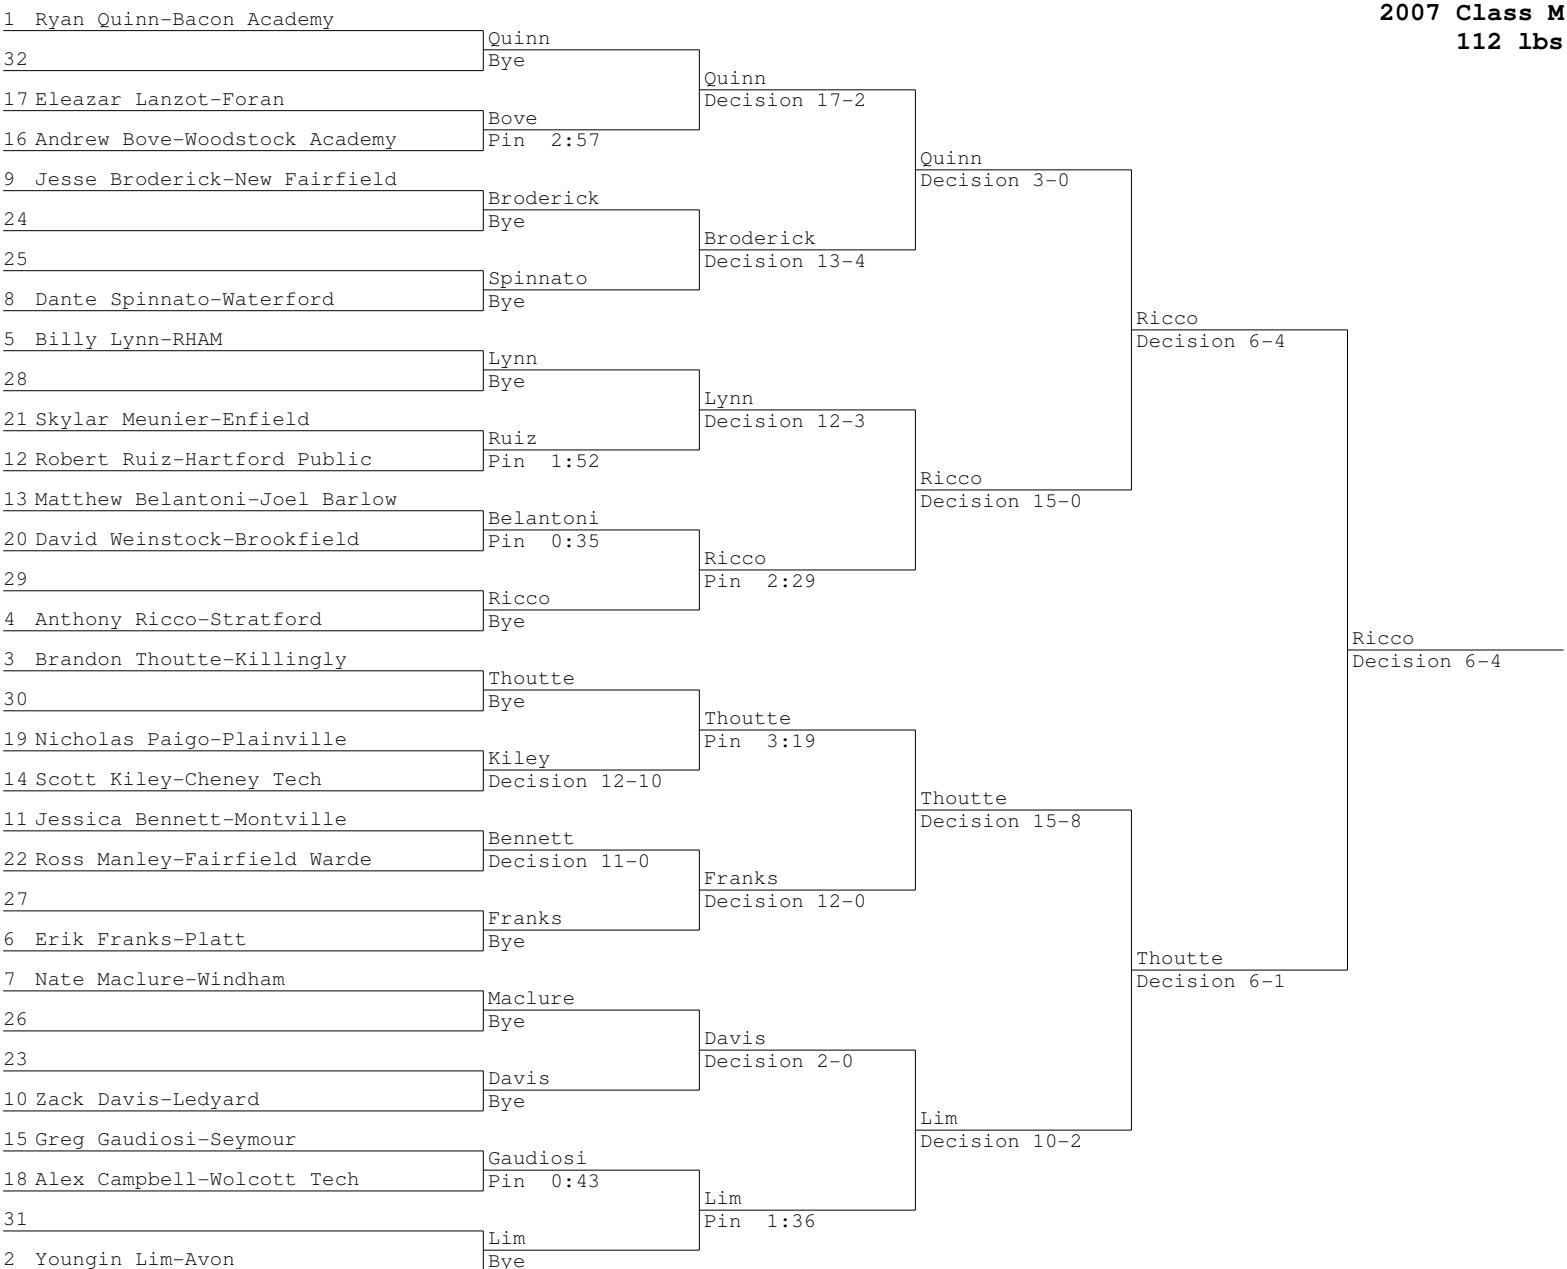 2007 Class M
112 lbs
1 Ryan Quinn-Bacon Academy
32
17 Eleazar Lanzot-Foran
16 Andrew Bove-Woodstock Academy
9 Jesse Broderick-New Fairfield
24
25
8 Dante Spinnato-Waterford
5 Billy Lynn-RHAM
28
21 Skylar Meunier-Enfield
12 Robert Ruiz-Hartford Public
13 Matthew Belantoni-Joel Barlow
20 David Weinstock-Brookfield
29
4 Anthony Ricco-Stratford
3 Brandon Thoutte-Killingly
30
19 Nicholas Paigo-Plainville
14 Scott Kiley-Cheney Tech
11 Jessica Bennett-Montville
22 Ross Manley-Fairfield Warde
27
6 Erik Franks-Platt
7 Nate Maclure-Windham
26
23
10 Zack Davis-Ledyard
15 Greg Gaudiosi-Seymour
18 Alex Campbell-Wolcott Tech
31
2 Youngin Lim-Avon
Quinn
Bye
Bove
Pin 2:57
Broderick
Bye
Spinnato
Bye
Lynn
Bye
Ruiz
Pin 1:52
Belantoni
Pin 0:35
Ricco
Bye
Thoutte
Bye
Kiley
Decision 12-10
Bennett
Decision 11-0
Franks
Bye
Maclure
Bye
Davis
Bye
Gaudiosi
Pin 0:43
Lim
Bye
Quinn
Decision 17-2
Broderick
Decision 13-4
Lynn
Decision 12-3
Ricco
Pin 2:29
Thoutte
Pin 3:19
Franks
Decision 12-0
Davis
Decision 2-0
Lim
Pin 1:36
Quinn
Decision 3-0
Ricco
Decision 15-0
Thoutte
Decision 15-8
Lim
Decision 10-2
Ricco
Decision 6-4
Thoutte
Decision 6-1
Ricco
Decision 6-4